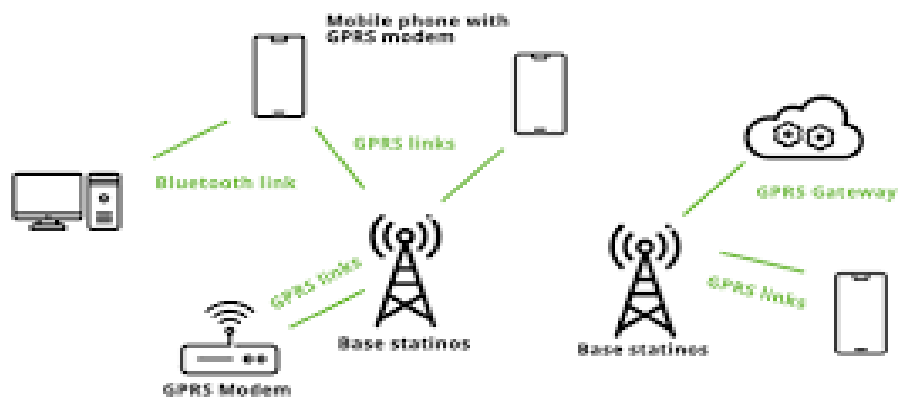 Mobile phone with
GPRS modem
GPRS links
Bluetooth link
GPRS Gateway
GPRS links
GPRS links
Base statinos
Base statinos
GPRS Modem